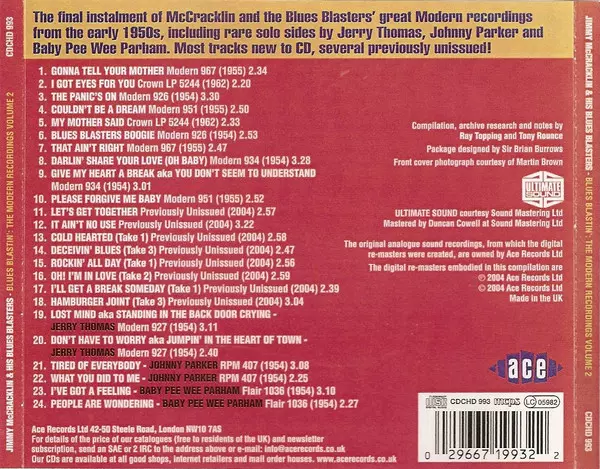 CDCHD 993
JIMMY McCRACKLIN & HIS BLUES BLASTERS - BLUES BLASTIN': THE MODERN RECORDINGS VOLUME 2
The final instalment of McCracklin and the Blues Blasters' great Modern recordings
from the early 1950s, including rare solo sides by Jerry Thomas, Johnny Parker and
Baby Pee Wee Parham. Most tracks new to CD, several previously unissued!
1. GONNA TELL YOUR MOTHER Modern 967 (1955) 2.34
2. I GOT EYES FOR YOU Crown LP 5244 (1962) 2.20
3. THE PANIC'S ON Modern 926 (1954) 3.30
4. COULDN'T BE A DREAM Modern 951 (1955) 2.50
5. MY MOTHER SAID Crown LP 5244 (1962) 2.33
6. BLUES BLASTERS BOOGIE Modern 926 (1954) 2.53
7. THAT AIN'T RIGHT Modern 967 (1955) 2.47
8. DARLIN' SHARE YOUR LOVE (OH BABY) Modern 934 (1954) 3.28
9. GIVE MY HEART A BREAK aka YOU DON'T SEEM TO UNDERSTAND
Modern 934 (1954) 3.01
10. PLEASE FORGIVE ME BABY Modern 951 (1955) 2.52
11. LET'S GET TOGETHER Previously Unissued (2004) 2.57
12. IT AIN'T NO USE Previously Unissued (2004) 3.22
13. COLD HEARTED (Take 1) Previously Unissued (2004) 2.58
14. DECEIVIN' BLUES (Take 3) Previously Unissued (2004) 2.47
15. ROCKIN' ALL DAY (Take 1) Previously Unissued (2004) 2.56
16. OH! I'M IN LOVE (Take 2) Previously Unissued (2004) 2.59
17. I'LL GET A BREAK SOMEDAY (Take 1) Previously Unissued (2004) 2.39
18. HAMBURGER JOINT (Take 3) Previously Unissued (2004) 3.04
19. LOST MIND aka STANDING IN THE BACK DOOR CRYING -
JERRY THOMAS Modern 927 (1954) 3.11
20. DON'T HAVE TO WORRY aka JUMPIN' IN THE HEART OF TOWN -
JERRY THOMAS Modern 927 (1954) 2.40
21. TIRED OF EVERYBODY - JOHNNY PARKER RPM 407 (1954) 3.08
22. WHAT YOU DID TO ME - JOHNNY PARKER RPM 407 (1954) 2.25
23. I'VE GOT A FEELING - BABY PEE WEE PARHAM Flair 1036 (1954) 3.10
24. PEOPLE ARE WONDERING - BABY PEE WEE PARHAM Flair 1036 (1954) 2.27
Ace Records Ltd 42-50 Steele Road, London NW10 7AS
For details of the price of our catalogues (free to residents of the UK) and newsletter
subscription, send an SAE or 2 IRC to the address above or e-mail at info@acerecords.co.uk
Our CDs are available at all good shops, internet retailers and mail order houses. www.acerecords.co.uk
Compilation, archive research and notes by
Ray Topping and Tony Rounce
Package designed by Sir Brian Burrows
Front cover photograph courtesy of Martin Brown
ULTIMATE
SOUND
ULTIMATE SOUND courtesy Sound Mastering Ltd
Mastered by Duncan Cowell at Sound Mastering Ltd
The original analogue sound recordings, from which the digital
re-masters were created, are owned by Ace Records Ltd
The digital re-masters embodied in this compilation are
℗ 2004 Ace Records Ltd
© 2004 Ace Records Ltd
Made in the UK
ace
COMPACT
disc
DIGITAL AUDIO
CDCHD 993
mcps
LC 05982
0 29667 19932 2
JIMMY McCRACKLIN & HIS BLUES BLASTERS - BLUES BLASTIN': THE MODERN RECORDINGS VOLUME 2
CDCHD 993